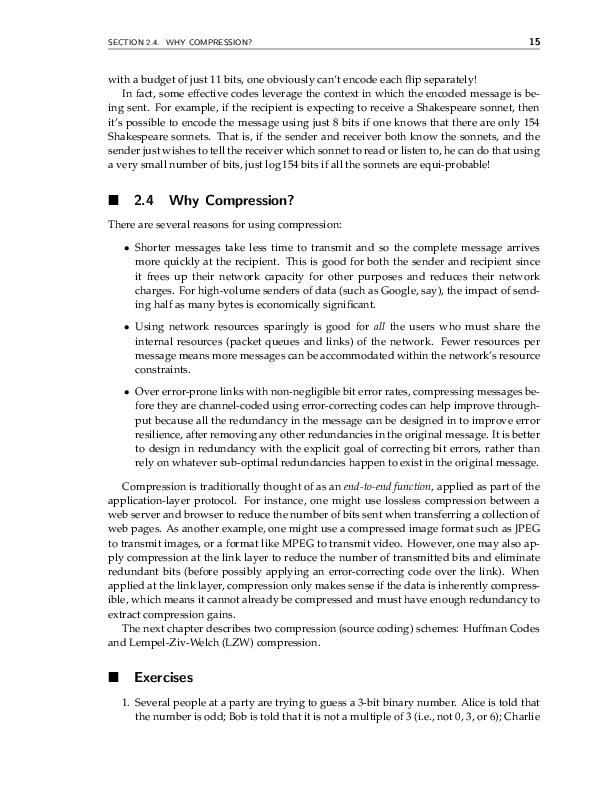 SECTION 2.4. WHY COMPRESSION? 15
with a budget of just 11 bits, one obviously can't encode each flip separately!
In fact, some effective codes leverage the context in which the encoded message is be-
ing sent. For example, if the recipient is expecting to receive a Shakespeare sonnet, then
it's possible to encode the message using just 8 bits if one knows that there are only 154
Shakespeare sonnets. That is, if the sender and receiver both know the sonnets, and the
sender just wishes to tell the receiver which sonnet to read or listen to, he can do that using
a very small number of bits, just log 154 bits if all the sonnets are equi-probable!
■ 2.4 Why Compression?
There are several reasons for using compression:
• Shorter messages take less time to transmit and so the complete message arrives
more quickly at the recipient. This is good for both the sender and recipient since
it frees up their network capacity for other purposes and reduces their network
charges. For high-volume senders of data (such as Google, say), the impact of send-
ing half as many bytes is economically significant.
• Using network resources sparingly is good for all the users who must share the
internal resources (packet queues and links) of the network. Fewer resources per
message means more messages can be accommodated within the network's resource
constraints.
• Over error-prone links with non-negligible bit error rates, compressing messages be-
fore they are channel-coded using error-correcting codes can help improve through-
put because all the redundancy in the message can be designed in to improve error
resilience, after removing any other redundancies in the original message. It is better
to design in redundancy with the explicit goal of correcting bit errors, rather than
rely on whatever sub-optimal redundancies happen to exist in the original message.
Compression is traditionally thought of as an end-to-end function, applied as part of the
application-layer protocol. For instance, one might use lossless compression between a
web server and browser to reduce the number of bits sent when transferring a collection of
web pages. As another example, one might use a compressed image format such as JPEG
to transmit images, or a format like MPEG to transmit video. However, one may also ap-
ply compression at the link layer to reduce the number of transmitted bits and eliminate
redundant bits (before possibly applying an error-correcting code over the link). When
applied at the link layer, compression only makes sense if the data is inherently compress-
ible, which means it cannot already be compressed and must have enough redundancy to
extract compression gains.
The next chapter describes two compression (source coding) schemes: Huffman Codes
and Lempel-Ziv-Welch (LZW) compression.
■ Exercises
1. Several people at a party are trying to guess a 3-bit binary number. Alice is told that
the number is odd; Bob is told that it is not a multiple of 3 (i.e., not 0, 3, or 6); Charlie